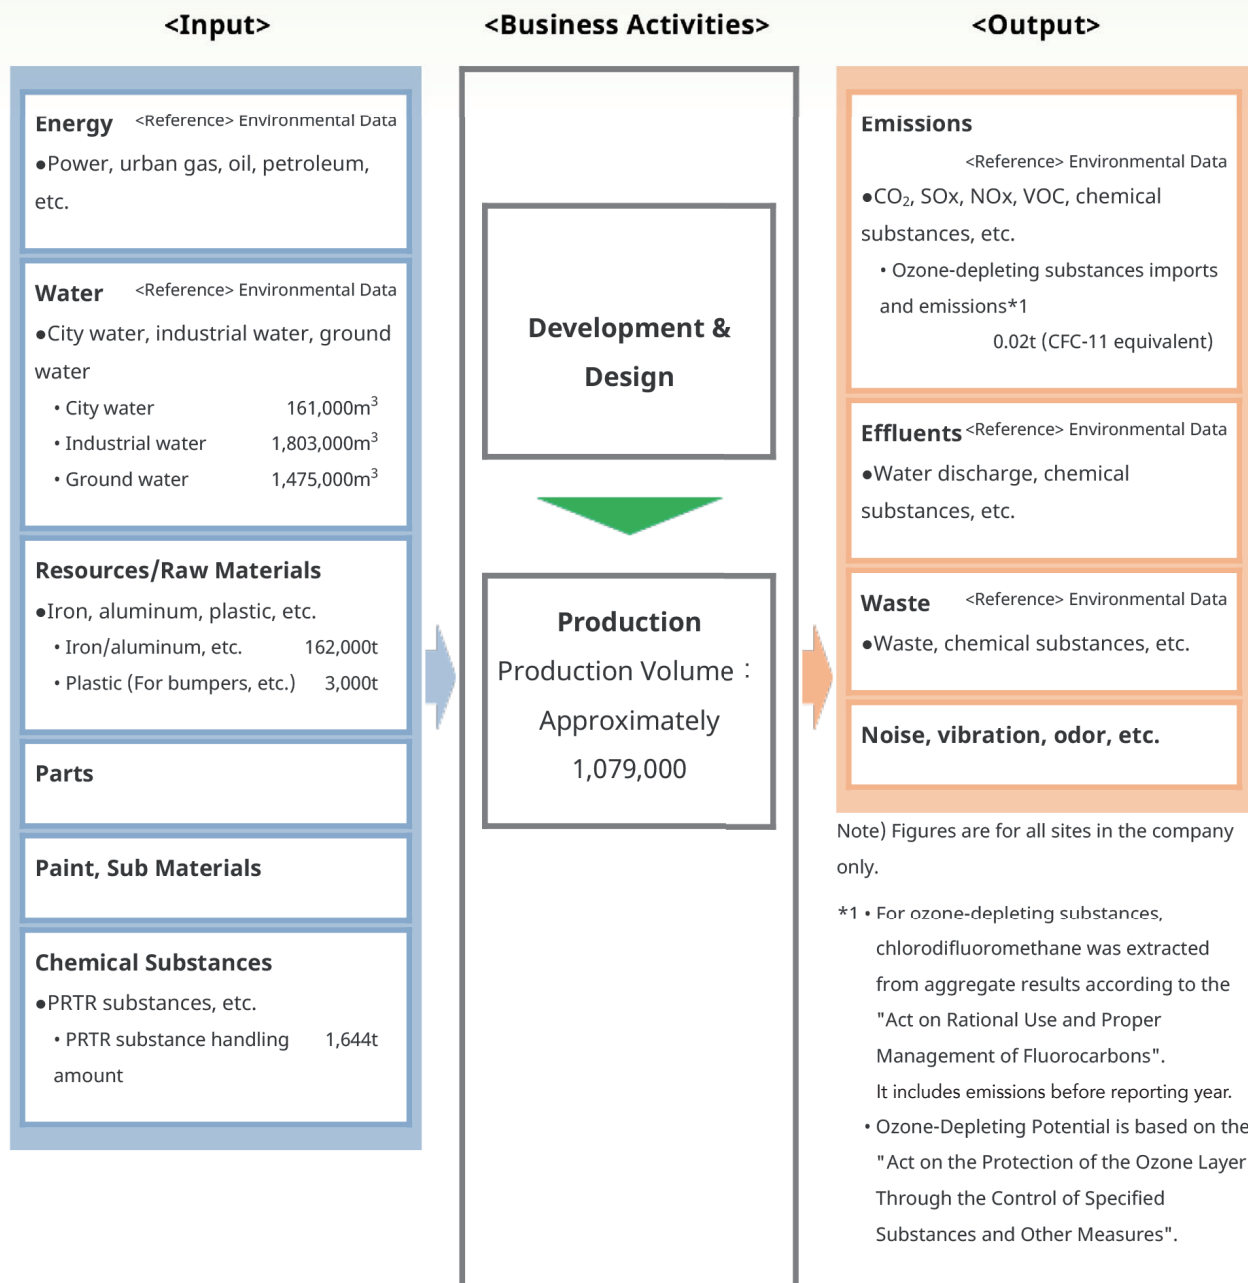 <Input>
Energy <Reference> Environmental Data
●Power, urban gas, oil, petroleum,
etc.
Water <Reference> Environmental Data
●City water, industrial water, ground
water
• City water 161,000m³
• Industrial water 1,803,000m³
• Ground water 1,475,000m³
Resources/Raw Materials
●Iron, aluminum, plastic, etc.
• Iron/aluminum, etc. 162,000t
• Plastic (For bumpers, etc.) 3,000t
Parts
Paint, Sub Materials
Chemical Substances
●PRTR substances, etc.
• PRTR substance handling 1,644t
amount
<Business Activities>
Development &
Design
Production
Production Volume：
Approximately
1,079,000
<Output>
Emissions
<Reference> Environmental Data
●CO₂, SOx, NOx, VOC, chemical
substances, etc.
• Ozone-depleting substances imports
and emissions*1
0.02t (CFC-11 equivalent)
Effluents <Reference> Environmental Data
●Water discharge, chemical
substances, etc.
Waste <Reference> Environmental Data
●Waste, chemical substances, etc.
Noise, vibration, odor, etc.
Note) Figures are for all sites in the company
only.
*1 • For ozone-depleting substances,
chlorodifluoromethane was extracted
from aggregate results according to the
"Act on Rational Use and Proper
Management of Fluorocarbons".
It includes emissions before reporting year.
• Ozone-Depleting Potential is based on the
"Act on the Protection of the Ozone Layer
Through the Control of Specified
Substances and Other Measures".